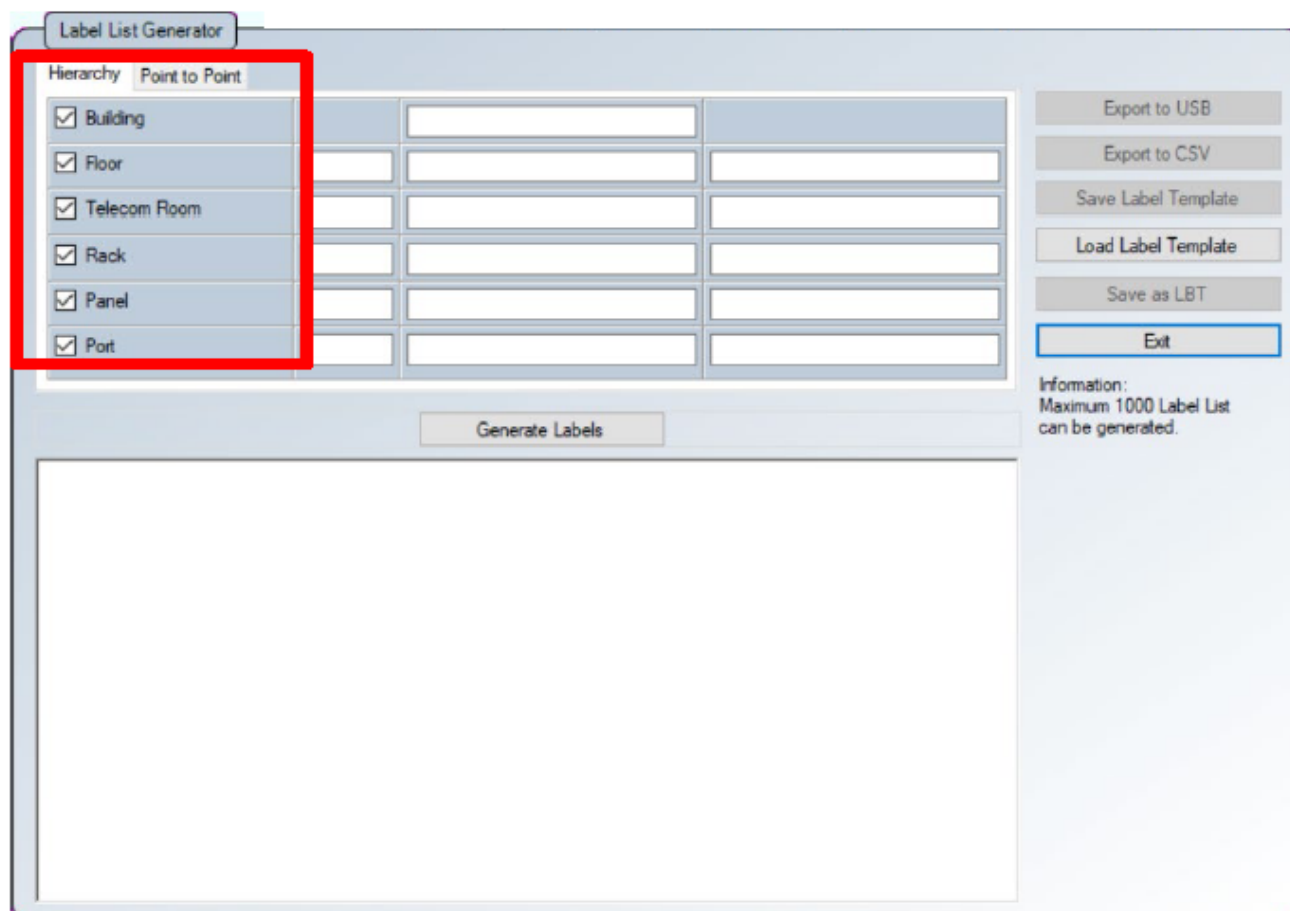 Label List Generator
Hierarchy Point to Point
Building
Floor
Telecom Room
Rack
Panel
Port
Generate Labels
Export to USB
Export to CSV
Save Label Template
Load Label Template
Save as LBT
Exit
Information:
Maximum 1000 Label List
can be generated.